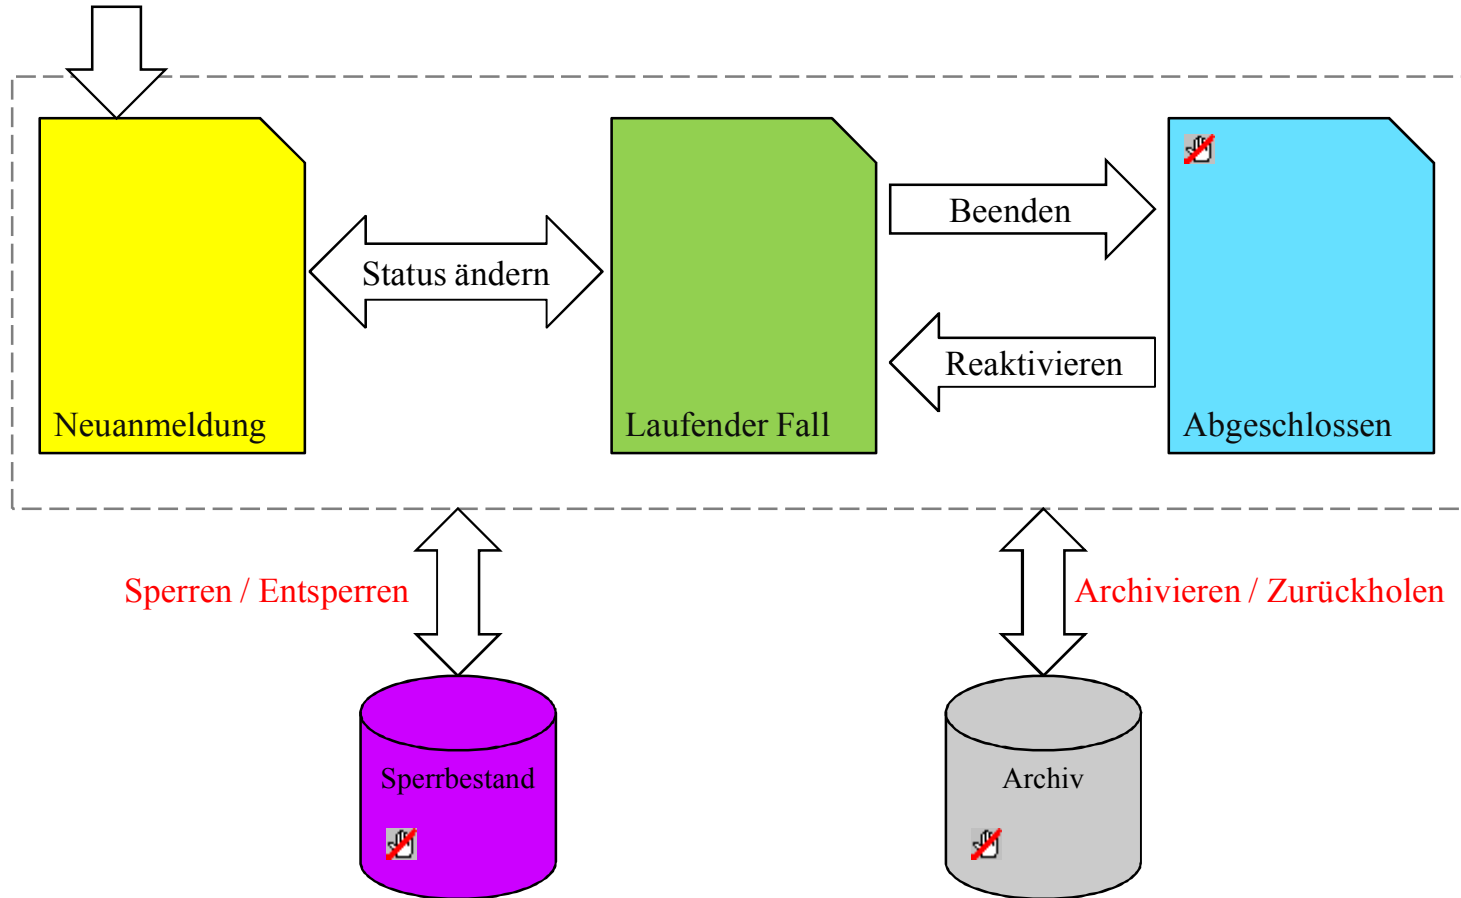 Beenden
Status ändern
Reaktivieren
Neuanmeldung
Laufender Fall
Abgeschlossen
Sperren / Entsperren
Archivieren / Zurückholen
Sperrbestand
Archiv